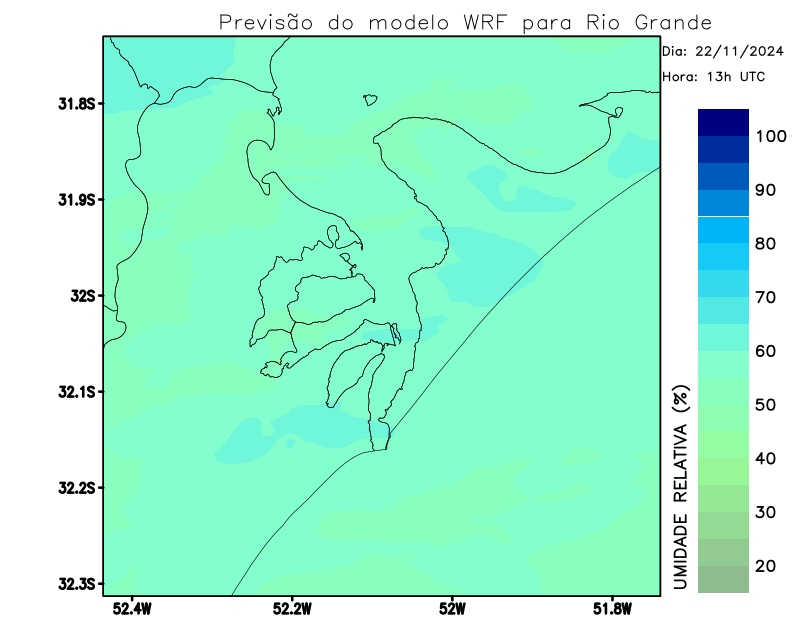 Previsão do modelo WRF para Rio Grande
Dia: 22/11/2024
Hora: 13h UTC
31.8S
31.9S
32S
32.1S
32.2S
32.3S
52.4W
52.2W
52W
51.8W
100
90
80
70
60
50
40
30
20
UMIDADE RELATIVA (%)